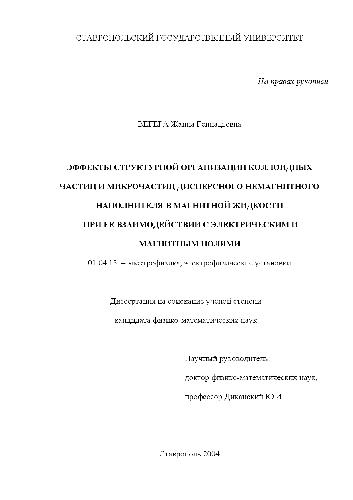 СТАВРОПОЛЬСКИЙ ГОСУДАРСТВЕННЫЙ УНИВЕРСИТЕТ
На правах рукописи
ВЕГЕРА Жанна Геннадьевна
ЭФФЕКТЫ СТРУКТУРНОЙ ОРГАНИЗАЦИИ КОЛЛОИДНЫХ
ЧАСТИЦ И МИКРОЧАСТИЦ ДИСПЕРСНОГО НЕМАГНИТНОГО
НАПОЛНИТЕЛЯ В МАГНИТНОЙ ЖИДКОСТИ
ПРИ ЕЕ ВЗАИМОДЕЙСТВИИ С ЭЛЕКТРИЧЕСКИМ И
МАГНИТНЫМ ПОЛЯМИ
01.04.13 – электрофизика, электрофизические установки
Диссертация на соискание ученой степени
кандидата физико-математических наук
Научный руководитель
доктор физико-математических наук,
профессор Диканский Ю.И.
Ставрополь 2004